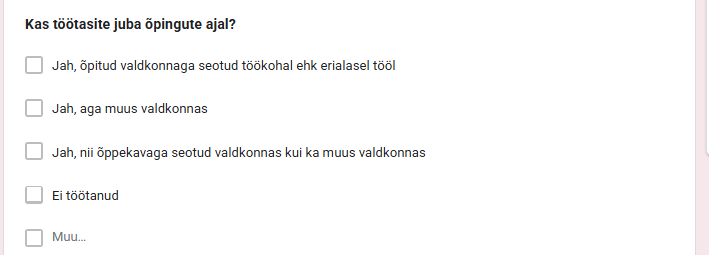 Kas töötasite juba õpingute ajal?
Jah, õpitud valdkonnaga seotud töökohal ehk erialasel tööl
Jah, aga muus valdkonnas
Jah, nii õppekavaga seotud valdkonnas kui ka muus valdkonnas
Ei töötanud
Muu...